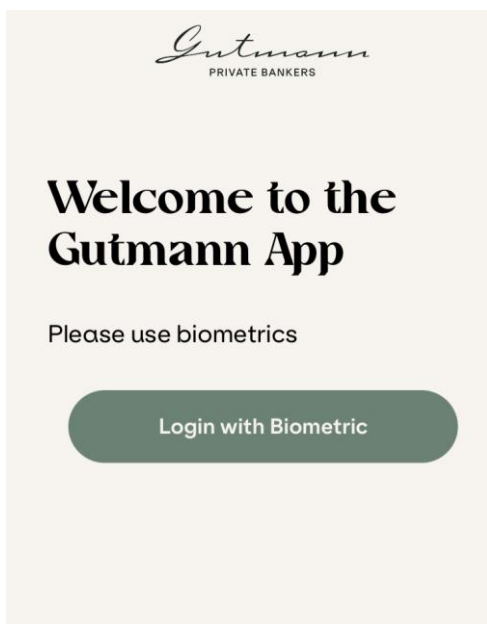 Gutmann
PRIVATE BANKERS
Welcome to the
Gutmann App
Please use biometrics
Login with Biometric